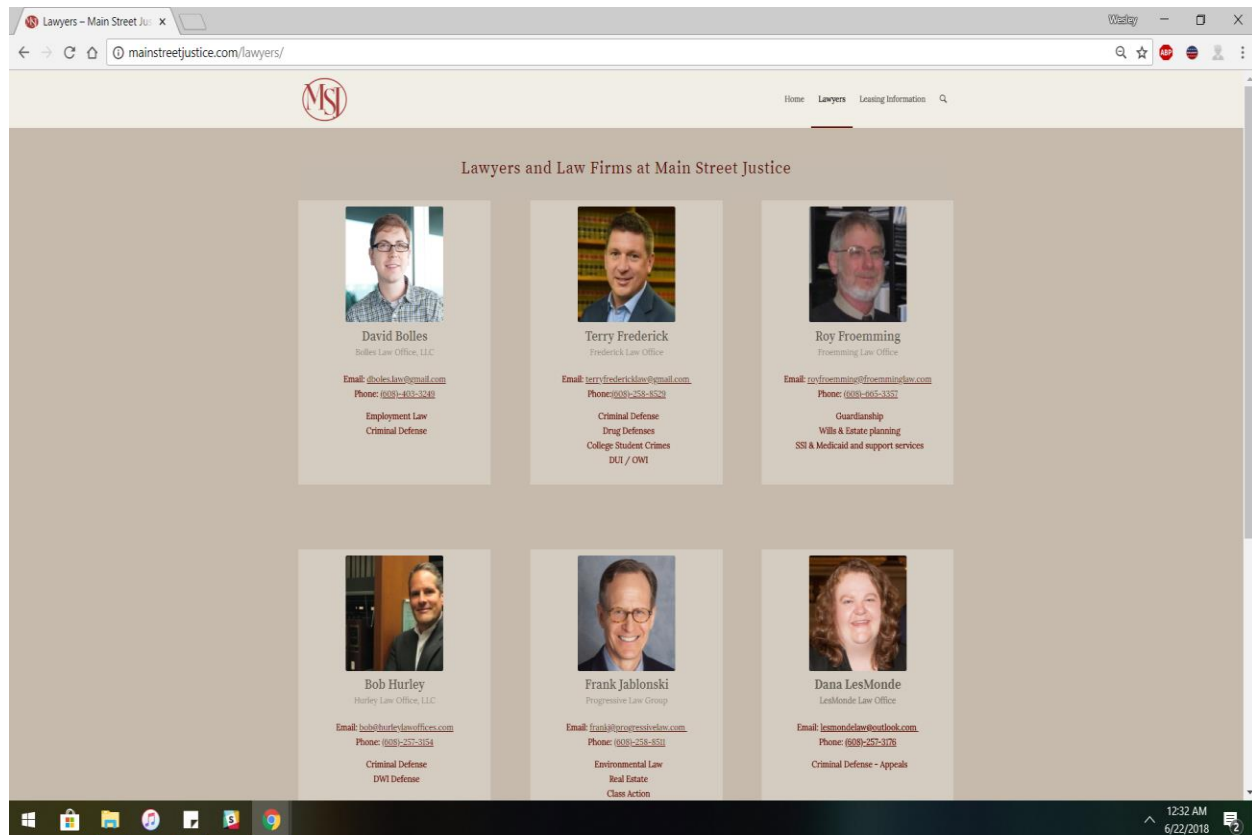 Lawyers – Main Street Jus
Wesley
mainstreetjustice.com/lawyers/
ABP
MSJ
Home Lawyers Leasing Information
Lawyers and Law Firms at Main Street Justice
David Bolles
Bolles Law Office, LLC
Email: dboles.law@gmail.com
Phone: (608)-403-3249
Employment Law
Criminal Defense
Terry Frederick
Frederick Law Office
Email: terryfredericklaw@gmail.com
Phone:(608)-258-8529
Criminal Defense
Drug Defenses
College Student Crimes
DUI / OWI
Roy Froemming
Froemming Law Office
Email: royfroemming@froemminglaw.com
Phone: (608)-665-3357
Guardianship
Wills & Estate planning
SSI & Medicaid and support services
Bob Hurley
Hurley Law Office, LLC
Email: bob@hurleylawoffices.com
Phone: (608)-257-3154
Criminal Defense
DWI Defense
Frank Jablonski
Progressive Law Group
Email: frankj@progressivelaw.com
Phone: (608)-258-8511
Environmental Law
Real Estate
Class Action
Dana LesMonde
LesMonde Law Office
Email: lesmondelaw@outlook.com
Phone: (608)-257-3176
Criminal Defense - Appeals
12:32 AM
6/22/2018
2